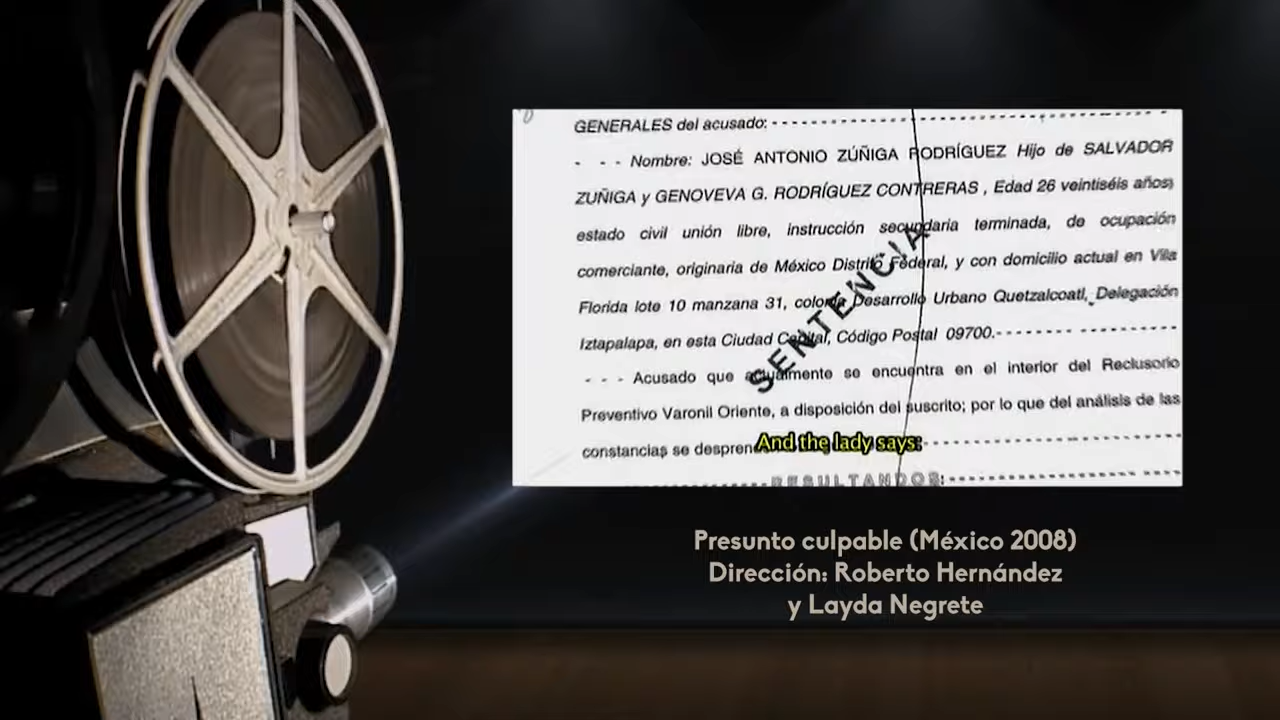 GENERALES del acusado: - - - - - - - - - - - - - - - - - - - - - - - - - - - - - - - - - - - -
- - - Nombre: JOSÉ ANTONIO ZÚÑIGA RODRÍGUEZ Hijo de SALVADOR
ZUÑIGA y GENOVEVA G. RODRÍGUEZ CONTRERAS , Edad 26 veintiséis años)
estado civil unión libre, instrucción secundaria terminada, de ocupación
comerciante, originaria de México Distrito Federal, y con domicilio actual en Villa
Florida lote 10 manzana 31, colonia Desarrollo Urbano Quetzalcoatl, Delegación
Iztapalapa, en esta Ciudad Capital, Código Postal 09700.- - - - - - - - - - - - - - - -
SENTENCIA
- - - Acusado que actualmente se encuentra en el interior del Reclusorio
Preventivo Varonil Oriente, a disposición del suscrito; por lo que del análisis de las
constancias se despren
And the lady says:
RESULTANDOS:
Presunto culpable (México 2008)
Dirección: Roberto Hernández
y Layda Negrete